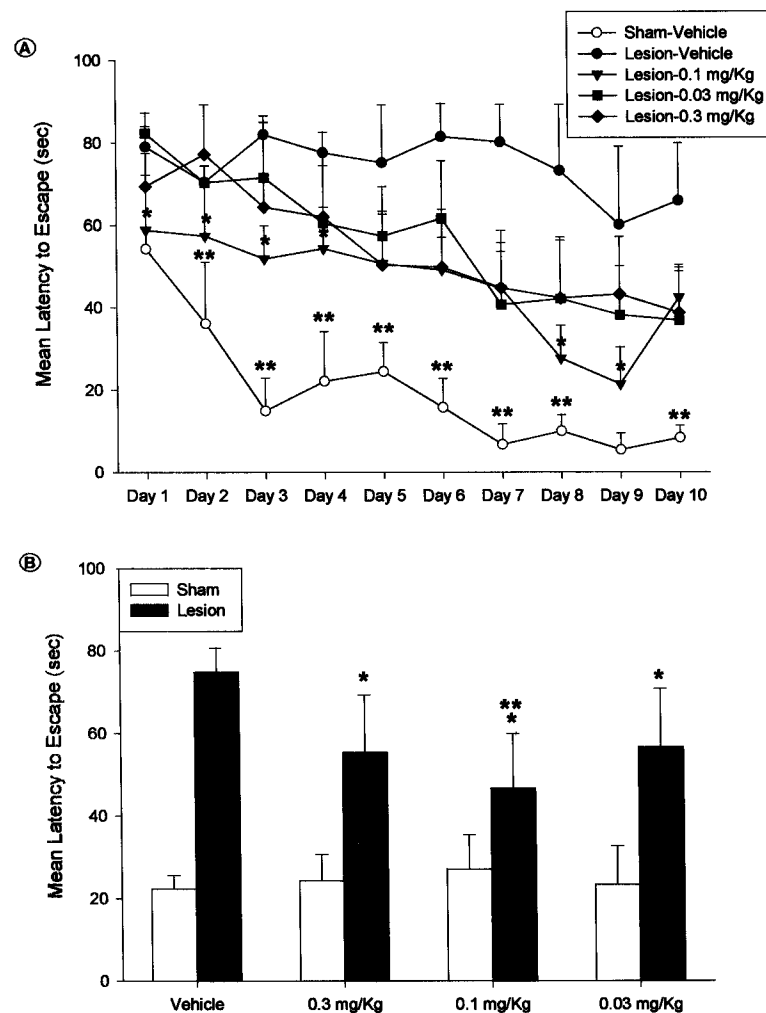 A
Sham-Vehicle
Lesion-Vehicle
Lesion-0.1 mg/Kg
Lesion-0.03 mg/Kg
Lesion-0.3 mg/Kg
Mean Latency to Escape (sec)
100
80
60
40
20
0
* * * *
** ** ** ** ** ** ** **
* *
Day 1 Day 2 Day 3 Day 4 Day 5 Day 6 Day 7 Day 8 Day 9 Day 10
B
Sham
Lesion
Mean Latency to Escape (sec)
100
80
60
40
20
0
* ** *
*
Vehicle 0.3 mg/Kg 0.1 mg/Kg 0.03 mg/Kg